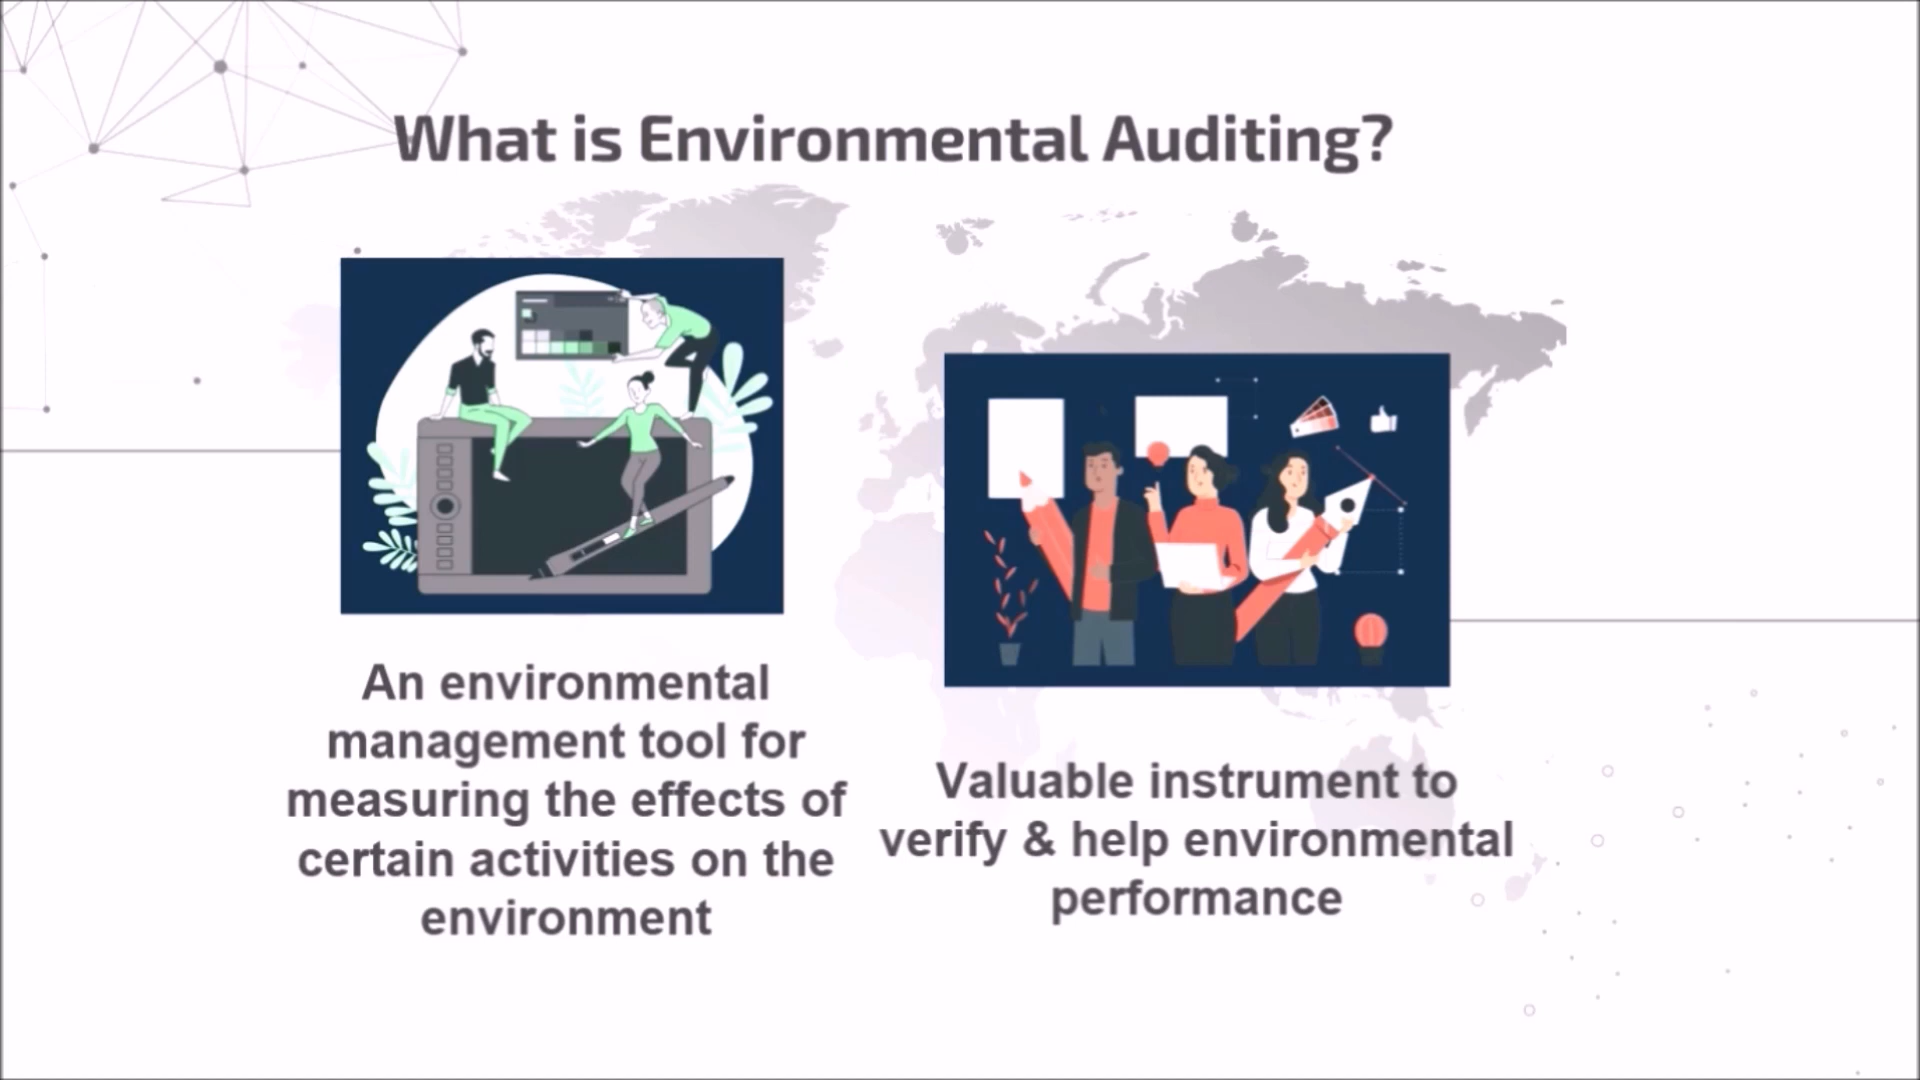 What is Environmental Auditing?
An environmental
management tool for
measuring the effects of
certain activities on the
environment
Valuable instrument to
verify & help environmental
performance